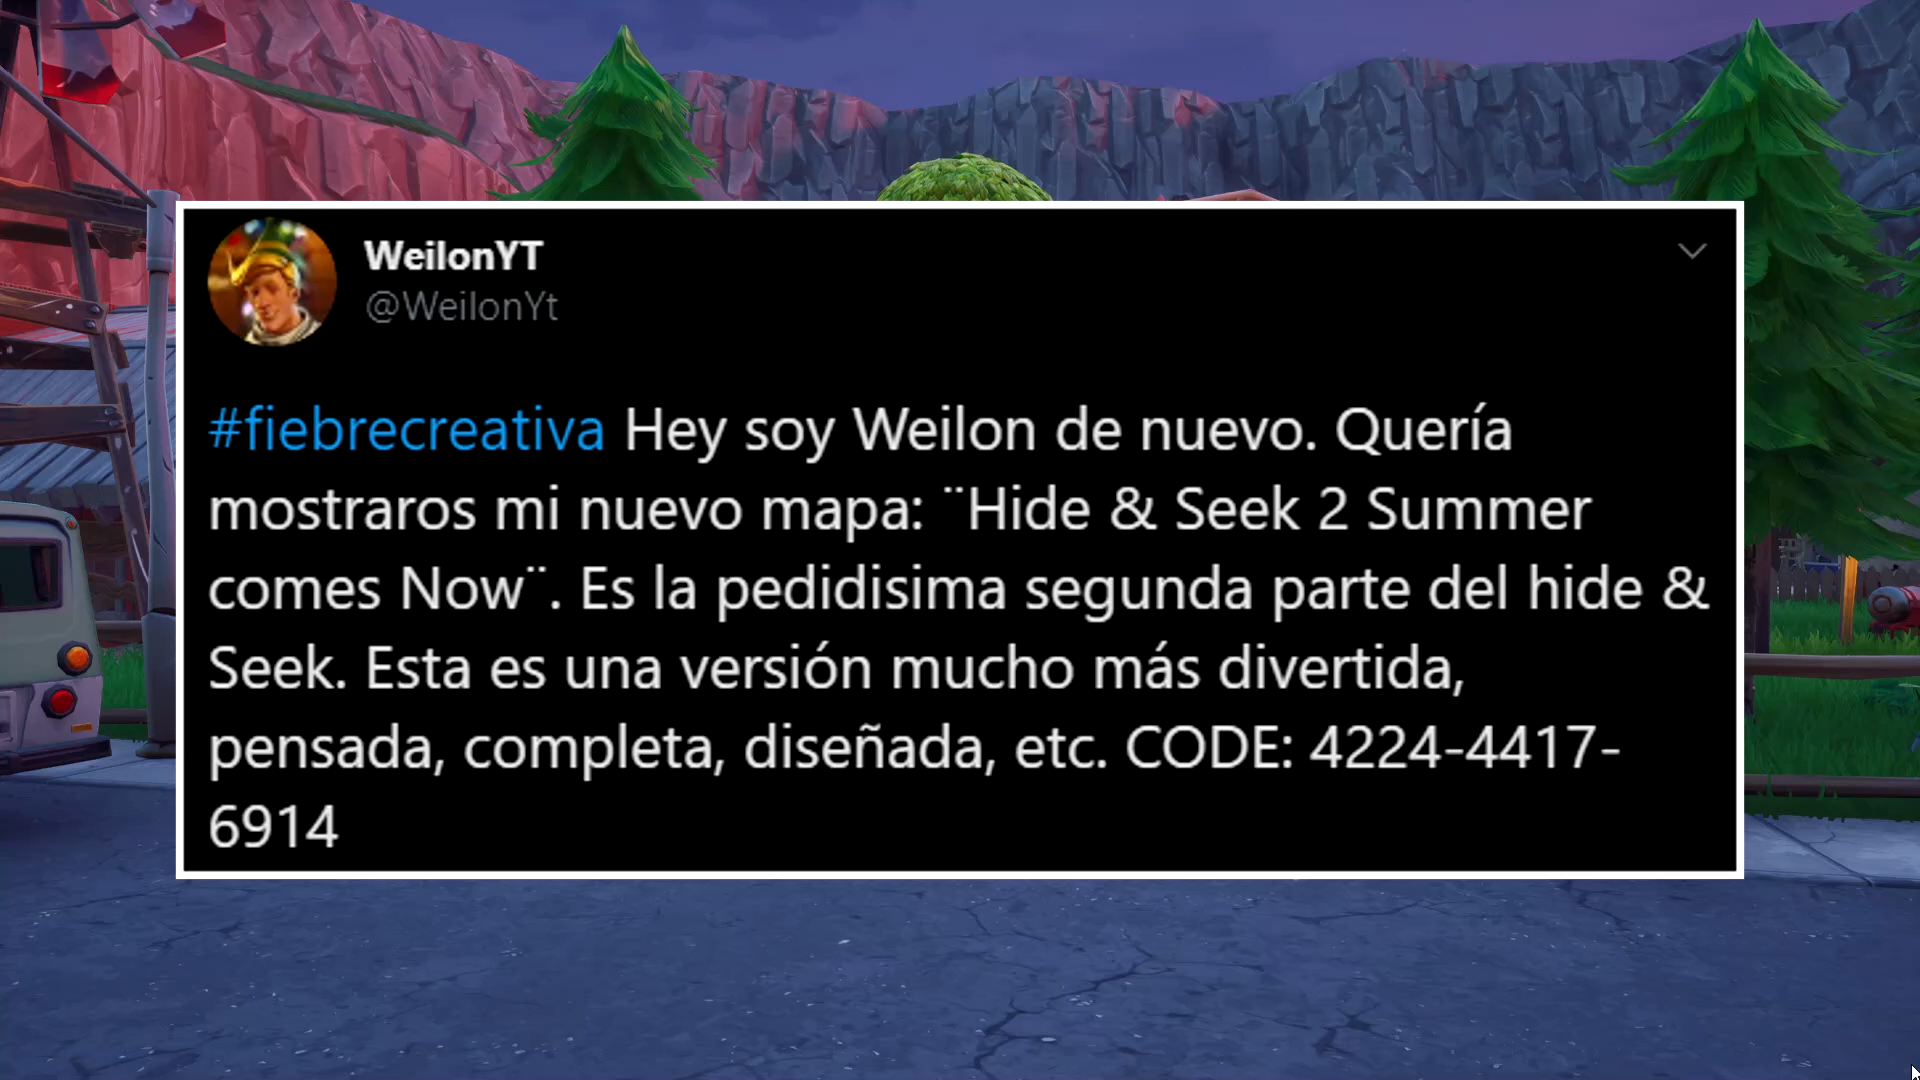 WeilonYT
@WeilonYt
#fiebrecreativa Hey soy Weilon de nuevo. Quería
mostraros mi nuevo mapa: ¨Hide & Seek 2 Summer
comes Now¨. Es la pedidisima segunda parte del hide &
Seek. Esta es una versión mucho más divertida,
pensada, completa, diseñada, etc. CODE: 4224-4417-
6914